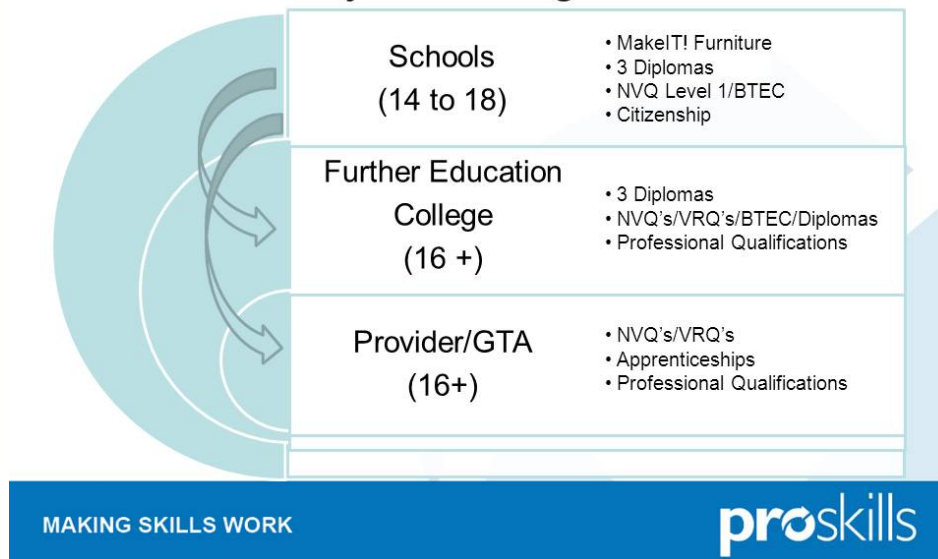 Schools
(14 to 18)
• MakeIT! Furniture
• 3 Diplomas
• NVQ Level 1/BTEC
• Citizenship
Further Education
College
(16 +)
• 3 Diplomas
• NVQ's/VRQ's/BTEC/Diplomas
• Professional Qualifications
Provider/GTA
(16+)
• NVQ's/VRQ's
• Apprenticeships
• Professional Qualifications
MAKING SKILLS WORK
proskills